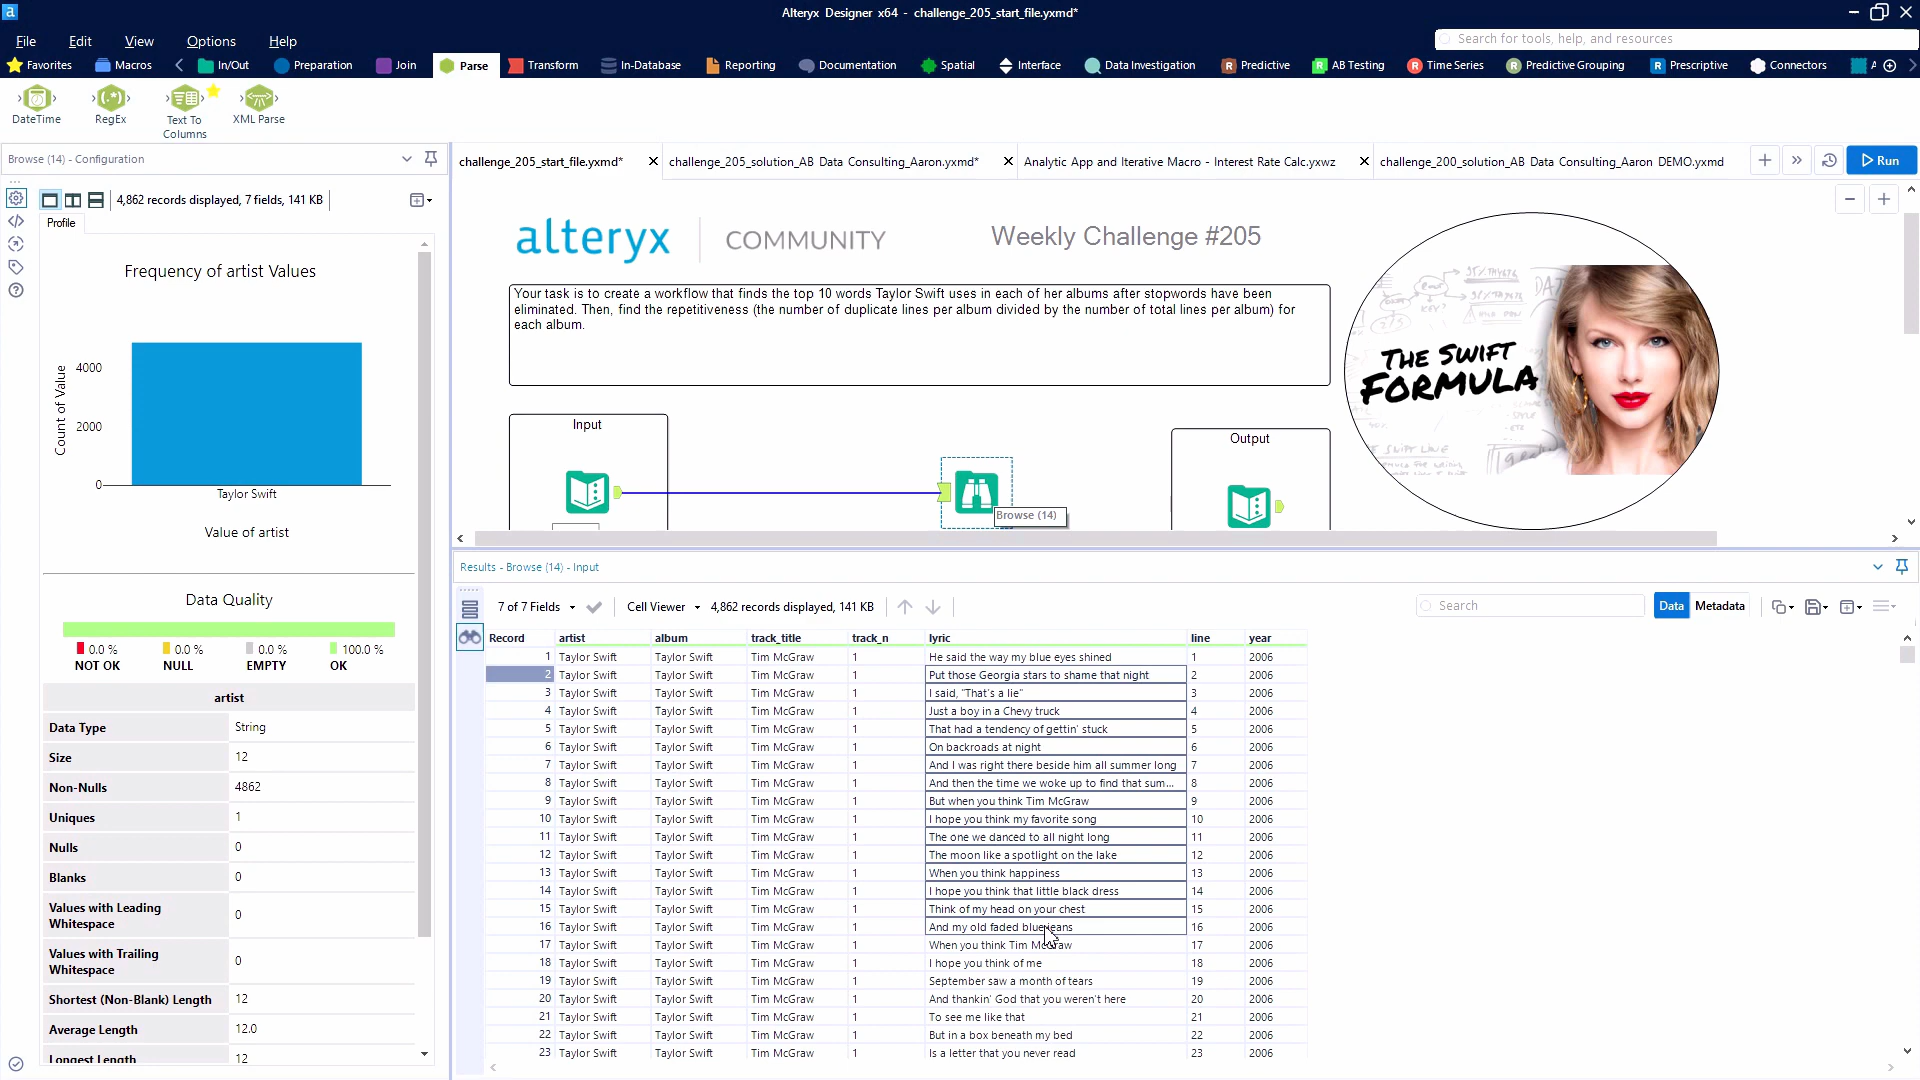 Alteryx Designer x64 - challenge_205_start_file.yxmd*
File Edit View Options Help
Search for tools, help, and resources
Favorites Macros In/Out Preparation Join Parse Transform In-Database Reporting Documentation Spatial Interface Data Investigation Predictive AB Testing Time Series Predictive Grouping Prescriptive Connectors A
DateTime RegEx Text To Columns XML Parse
Browse (14) - Configuration
challenge_205_start_file.yxmd* challenge_205_solution_AB Data Consulting_Aaron.yxmd* Analytic App and Iterative Macro - Interest Rate Calc.yxwz challenge_200_solution_AB Data Consulting_Aaron DEMO.yxmd Run
4,862 records displayed, 7 fields, 141 KB
Profile
Frequency of artist Values
Count of Value
4000
2000
0
Taylor Swift
Value of artist
Data Quality
0.0 % 0.0 % 0.0 % 100.0 %
NOT OK NULL EMPTY OK
artist
Data Type String
Size 12
Non-Nulls 4862
Uniques 1
Nulls 0
Blanks 0
Values with Leading Whitespace 0
Values with Trailing Whitespace 0
Shortest (Non-Blank) Length 12
Average Length 12.0
Longest Length 12
alteryx COMMUNITY Weekly Challenge #205
Your task is to create a workflow that finds the top 10 words Taylor Swift uses in each of her albums after stopwords have been
eliminated. Then, find the repetitiveness (the number of duplicate lines per album divided by the number of total lines per album) for
each album.
THE SWIFT
FORMULA
Input
Output
Browse (14)
Results - Browse (14) - Input
7 of 7 Fields Cell Viewer 4,862 records displayed, 141 KB Search Data Metadata
Record artist album track_title track_n lyric line year
1 Taylor Swift Taylor Swift Tim McGraw 1 He said the way my blue eyes shined 1 2006
2 Taylor Swift Taylor Swift Tim McGraw 1 Put those Georgia stars to shame that night 2 2006
3 Taylor Swift Taylor Swift Tim McGraw 1 I said, "That's a lie" 3 2006
4 Taylor Swift Taylor Swift Tim McGraw 1 Just a boy in a Chevy truck 4 2006
5 Taylor Swift Taylor Swift Tim McGraw 1 That had a tendency of gettin' stuck 5 2006
6 Taylor Swift Taylor Swift Tim McGraw 1 On backroads at night 6 2006
7 Taylor Swift Taylor Swift Tim McGraw 1 And I was right there beside him all summer long 7 2006
8 Taylor Swift Taylor Swift Tim McGraw 1 And then the time we woke up to find that sum... 8 2006
9 Taylor Swift Taylor Swift Tim McGraw 1 But when you think Tim McGraw 9 2006
10 Taylor Swift Taylor Swift Tim McGraw 1 I hope you think my favorite song 10 2006
11 Taylor Swift Taylor Swift Tim McGraw 1 The one we danced to all night long 11 2006
12 Taylor Swift Taylor Swift Tim McGraw 1 The moon like a spotlight on the lake 12 2006
13 Taylor Swift Taylor Swift Tim McGraw 1 When you think happiness 13 2006
14 Taylor Swift Taylor Swift Tim McGraw 1 I hope you think that little black dress 14 2006
15 Taylor Swift Taylor Swift Tim McGraw 1 Think of my head on your chest 15 2006
16 Taylor Swift Taylor Swift Tim McGraw 1 And my old faded blue jeans 16 2006
17 Taylor Swift Taylor Swift Tim McGraw 1 When you think Tim McGraw 17 2006
18 Taylor Swift Taylor Swift Tim McGraw 1 I hope you think of me 18 2006
19 Taylor Swift Taylor Swift Tim McGraw 1 September saw a month of tears 19 2006
20 Taylor Swift Taylor Swift Tim McGraw 1 And thankin' God that you weren't here 20 2006
21 Taylor Swift Taylor Swift Tim McGraw 1 To see me like that 21 2006
22 Taylor Swift Taylor Swift Tim McGraw 1 But in a box beneath my bed 22 2006
23 Taylor Swift Taylor Swift Tim McGraw 1 Is a letter that you never read 23 2006